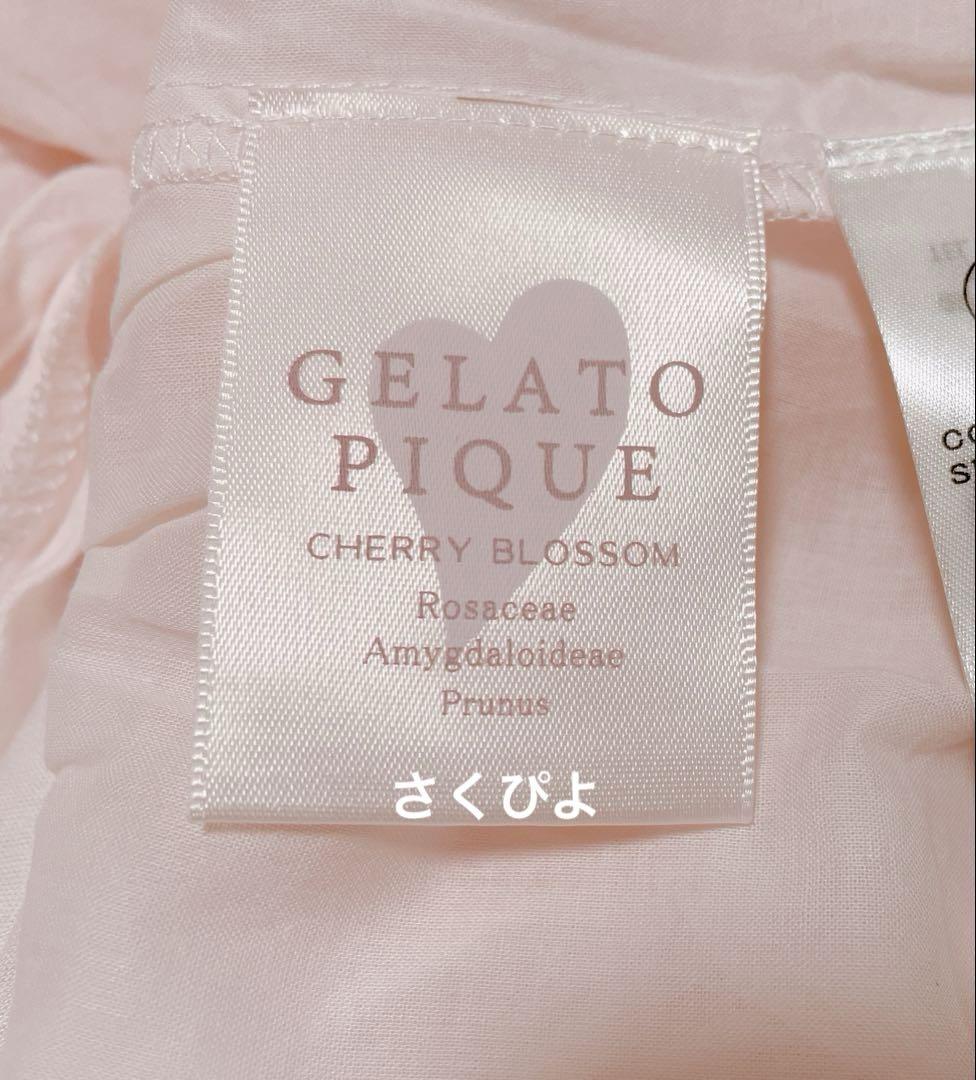 GELATO
PIQUE
CHERRY BLOSSOM
Rosaceae
Amygdaloideae
Prunus
さくぴよ